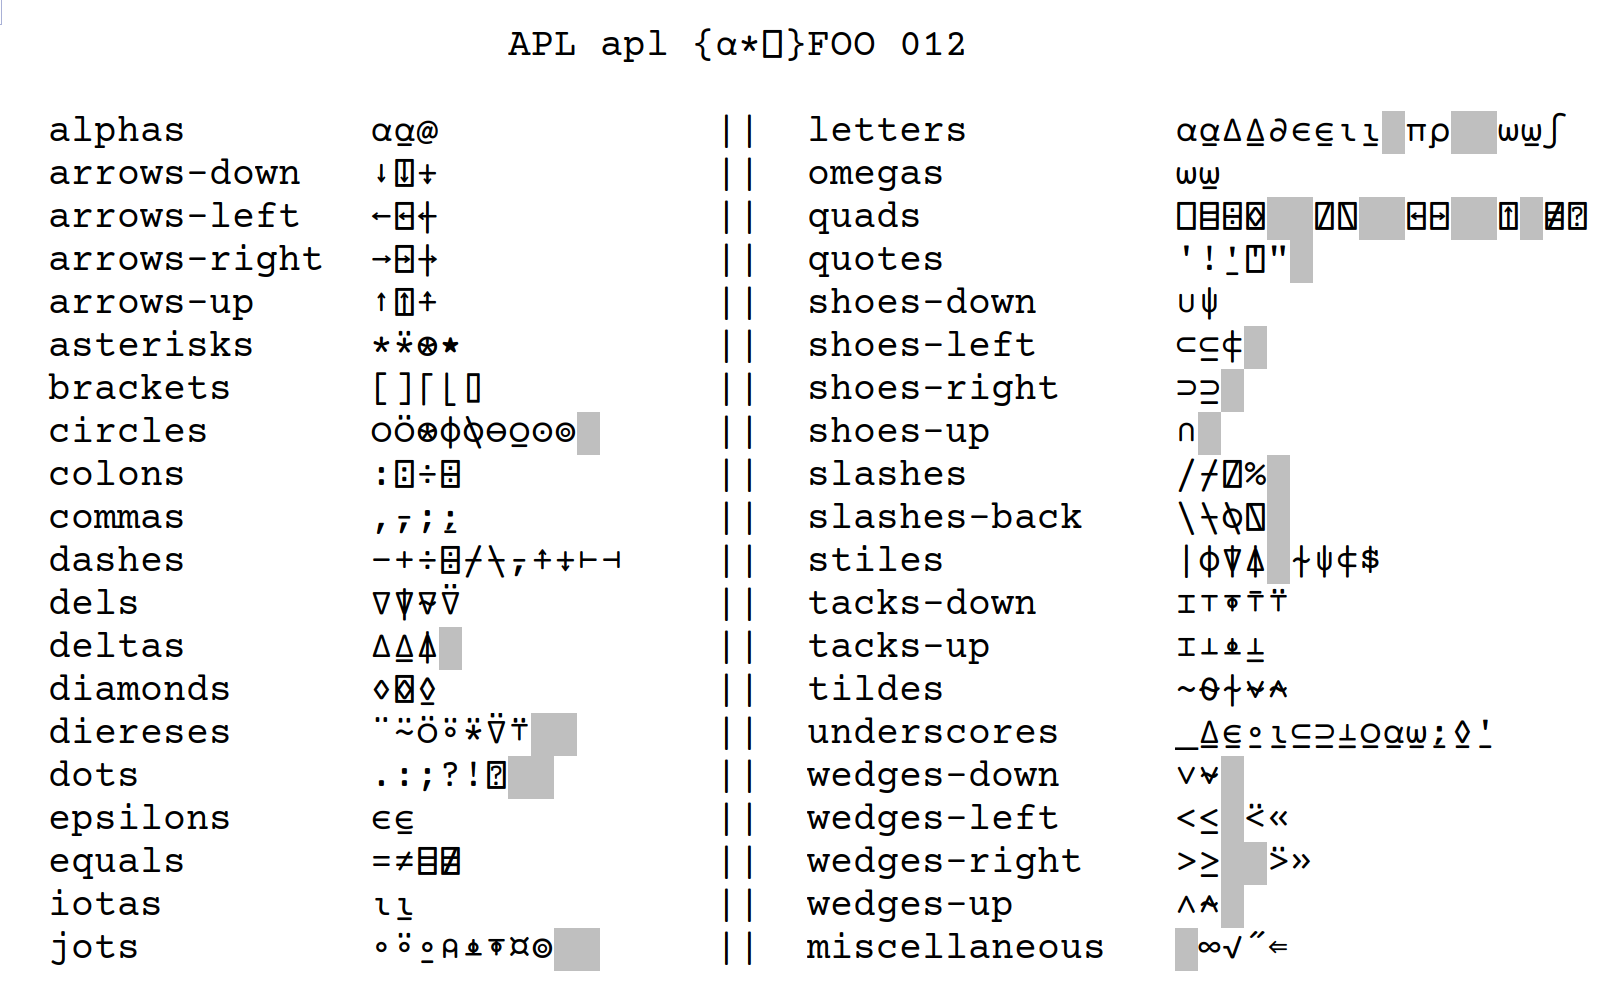 APL apl {⍺*⎕}FOO 012
alphas ⍺⍶@ || letters ⍺⍶∆⍙∂∊⍷⍳⍸ π⍴ ⍵⍹∫
arrows-down ↓⍗⍖ || omegas ⍵⍹
arrows-left ←⍇⍅ || quads ⎕⌸⌹⌺ ⍁⍂ ⍇⍈ ⍐ ⍯⍰
arrows-right →⍈⍆ || quotes '!⍘⍞"
arrows-up ↑⍐⍏ || shoes-down ∪⍦
asterisks *⍣⍟⋆ || shoes-left ⊂⊆⍧
brackets []⌈⌊⌷ || shoes-right ⊃⊇
circles ○⍥⍟⌽⍉⊖⍜⊙⌾ || shoes-up ∩
colons :⍠÷⌹ || slashes /⌿⍁%
commas ,⍪;⍮ || slashes-back \⍀⍉⍂
dashes -+÷⌹⌿⍀⍪⍏⍖⊢⊣ || stiles |⌽⍒⍋ ⍭⍦⍧$
dels ∇⍒⍫⍢ || tacks-down ⌶⊤⍕⍑⍡
deltas ∆⍙⍋ || tacks-up ⌶⊥⍎⍊
diamonds ◊⌺⍚ || tildes ~⍬⍭⍱⍲
diereses ¨⍨⍥⍤⍣⍢⍡ || underscores _⍙⍷⍛⍸⊆⊇⍊⍜⍶⍹⍮⍚⍘
dots .:;?!⍰ || wedges-down ∨⍱
epsilons ∊⍷ || wedges-left <≤ ⍪«
equals =≠⌸⍯ || wedges-right >≥ ⍩»
iotas ⍳⍸ || wedges-up ∧⍲
jots ∘⍤⍛⍝⍎⍕¤⌾ || miscellaneous ∞√˝⇐